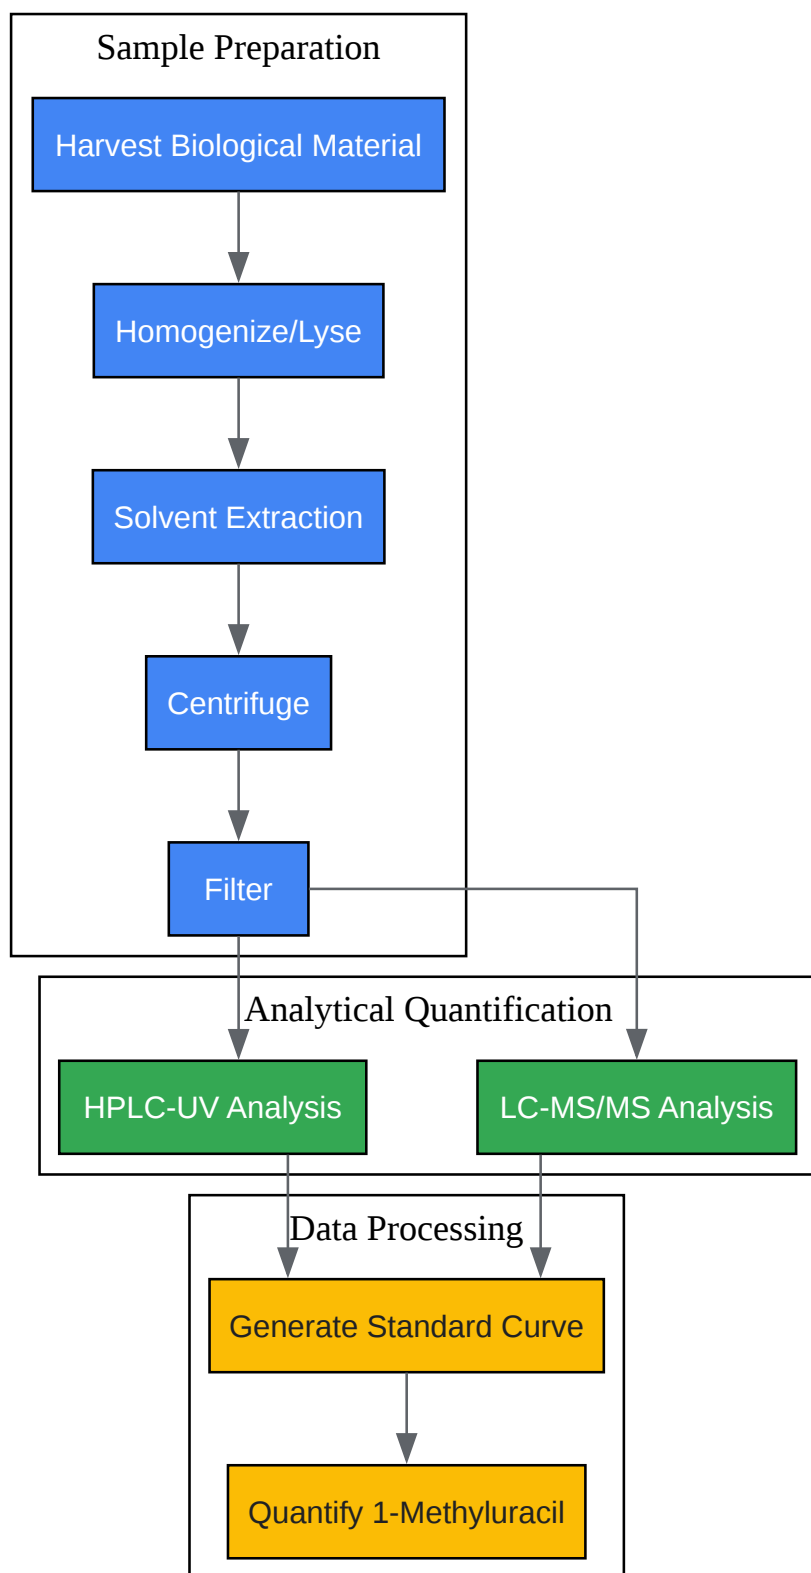 Sample Preparation
Harvest Biological Material
Homogenize/Lyse
Solvent Extraction
Centrifuge
Filter
Analytical Quantification
HPLC-UV Analysis
LC-MS/MS Analysis
Data Processing
Generate Standard Curve
Quantify 1-Methyluracil